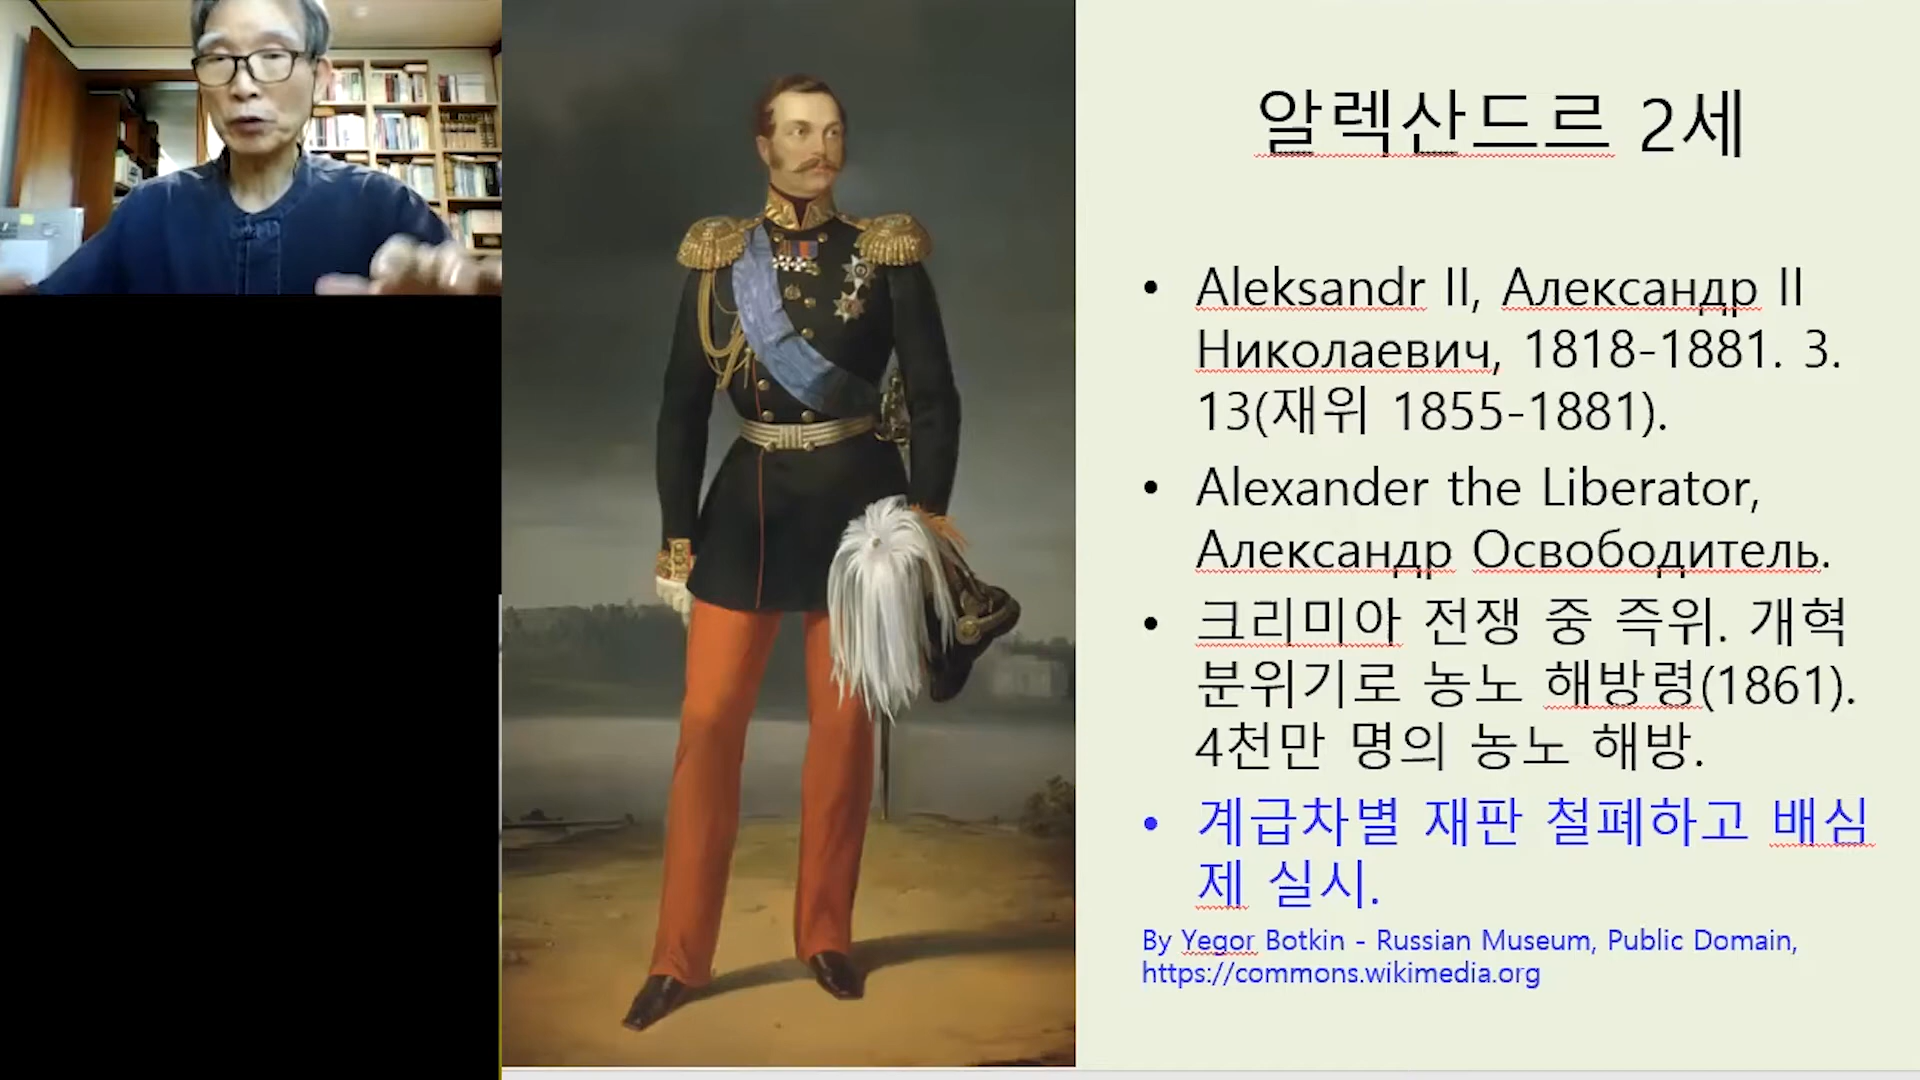 알렉산드르 2세
• Aleksandr II, Александр II
Николаевич, 1818-1881. 3.
13(재위 1855-1881).
• Alexander the Liberator,
Александр Освободитель.
• 크리미아 전쟁 중 즉위. 개혁
분위기로 농노 해방령(1861).
4천만 명의 농노 해방.
• 계급차별 재판 철폐하고 배심
제 실시.
By Yegor Botkin - Russian Museum, Public Domain,
https://commons.wikimedia.org